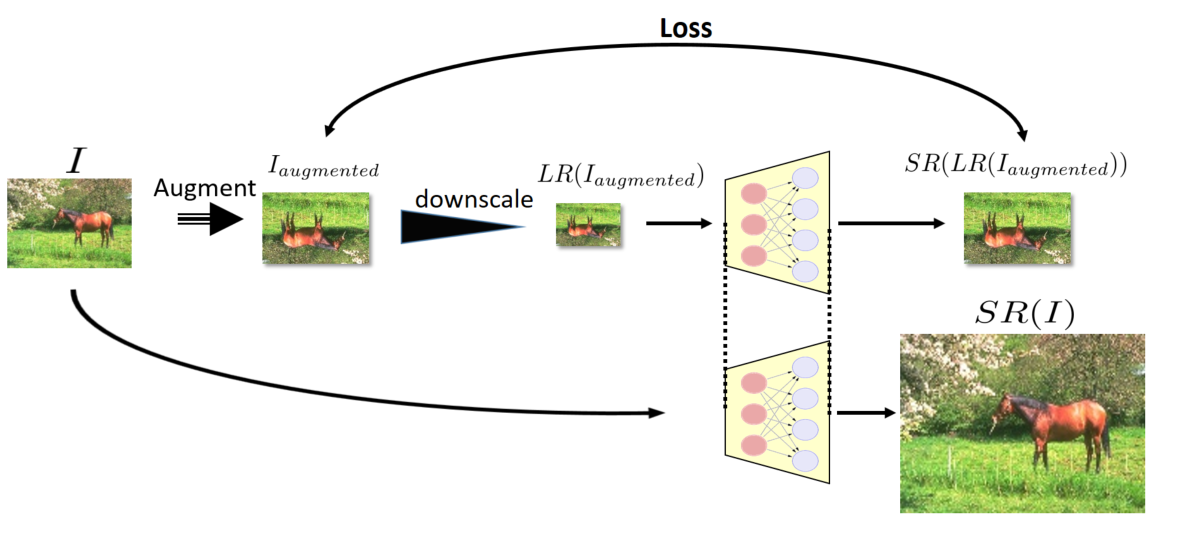 Loss
I
Augment
I_{augmented}
downscale
LR(I_{augmented})
SR(LR(I_{augmented}))
SR(I)